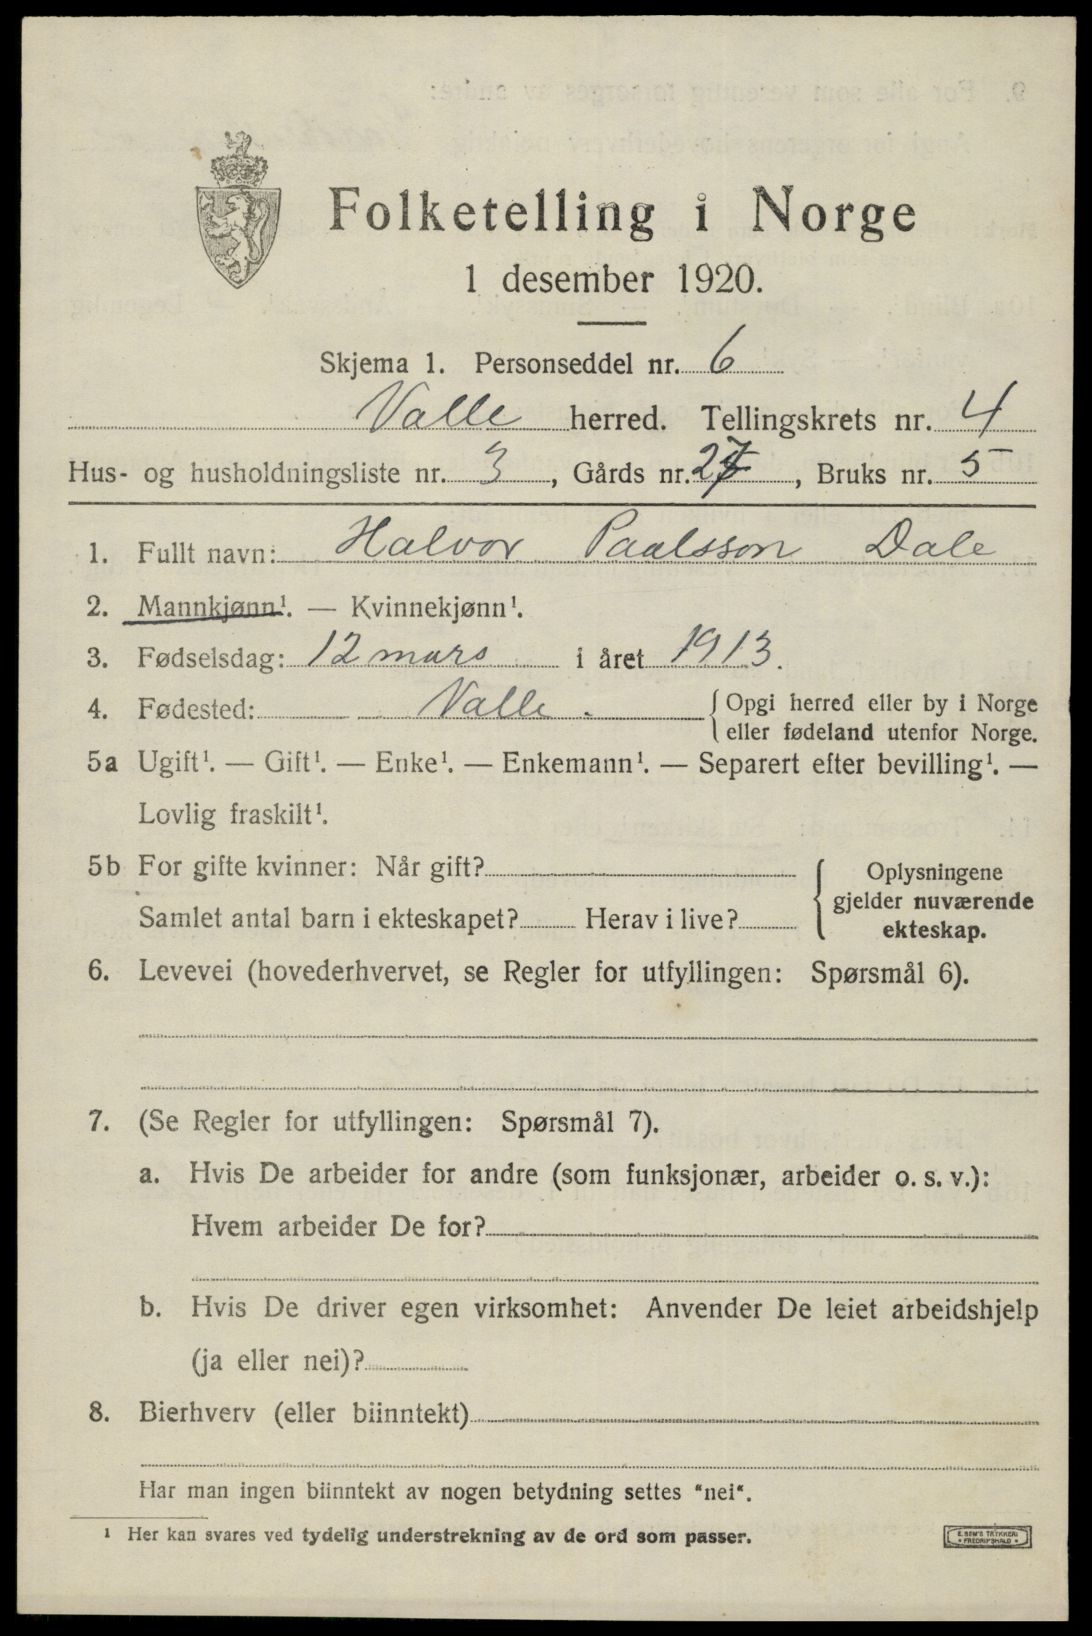 Folketelling i Norge
1 desember 1920.
Skjema 1. Personseddel nr. 6
Valle herred. Tellingskrets nr. 4
Hus- og husholdningsliste nr. 3, Gårds nr. 27, Bruks nr. 5
1. Fullt navn: Halvor Paalsson Dale
2. Mannkjønn¹. — Kvinnekjønn¹.
3. Fødselsdag: 12 mars i året 1913.
4. Fødested: Valle. { Opgi herred eller by i Norge
eller fødeland utenfor Norge.
5a Ugift¹. — Gift¹. — Enke¹. — Enkemann¹. — Separert efter bevilling¹. —
Lovlig fraskilt¹.
5b For gifte kvinner: Når gift?
Samlet antal barn i ekteskapet? Herav i live?
{ Oplysningene
gjelder nuværende
ekteskap.
6. Levevei (hovederhvervet, se Regler for utfyllingen: Spørsmål 6).
7. (Se Regler for utfyllingen: Spørsmål 7).
a. Hvis De arbeider for andre (som funksjonær, arbeider o. s. v.):
Hvem arbeider De for?
b. Hvis De driver egen virksomhet: Anvender De leiet arbeidshjelp
(ja eller nei)?
8. Bierhverv (eller biinntekt)
Har man ingen biinntekt av nogen betydning settes "nei".
¹ Her kan svares ved tydelig understrekning av de ord som passer.
E. SEM'S TRYKKERI
• FREDRIKSHALD •